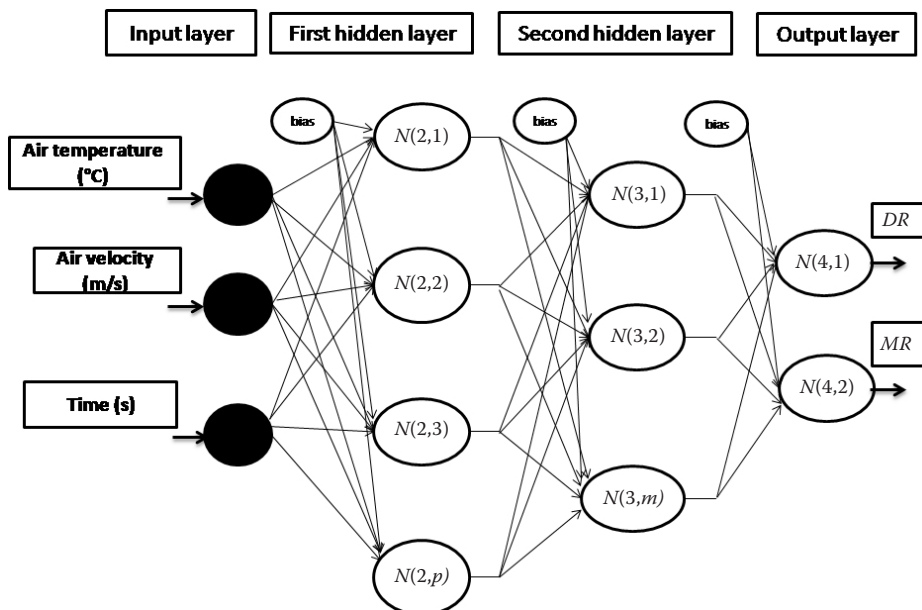 Input layer
First hidden layer
Second hidden layer
Output layer
Air temperature
(°C)
Air velocity
(m/s)
Time (s)
bias
N(2,1)
N(2,2)
N(2,3)
N(2,p)
bias
N(3,1)
N(3,2)
N(3,m)
bias
N(4,1)
N(4,2)
DR
MR